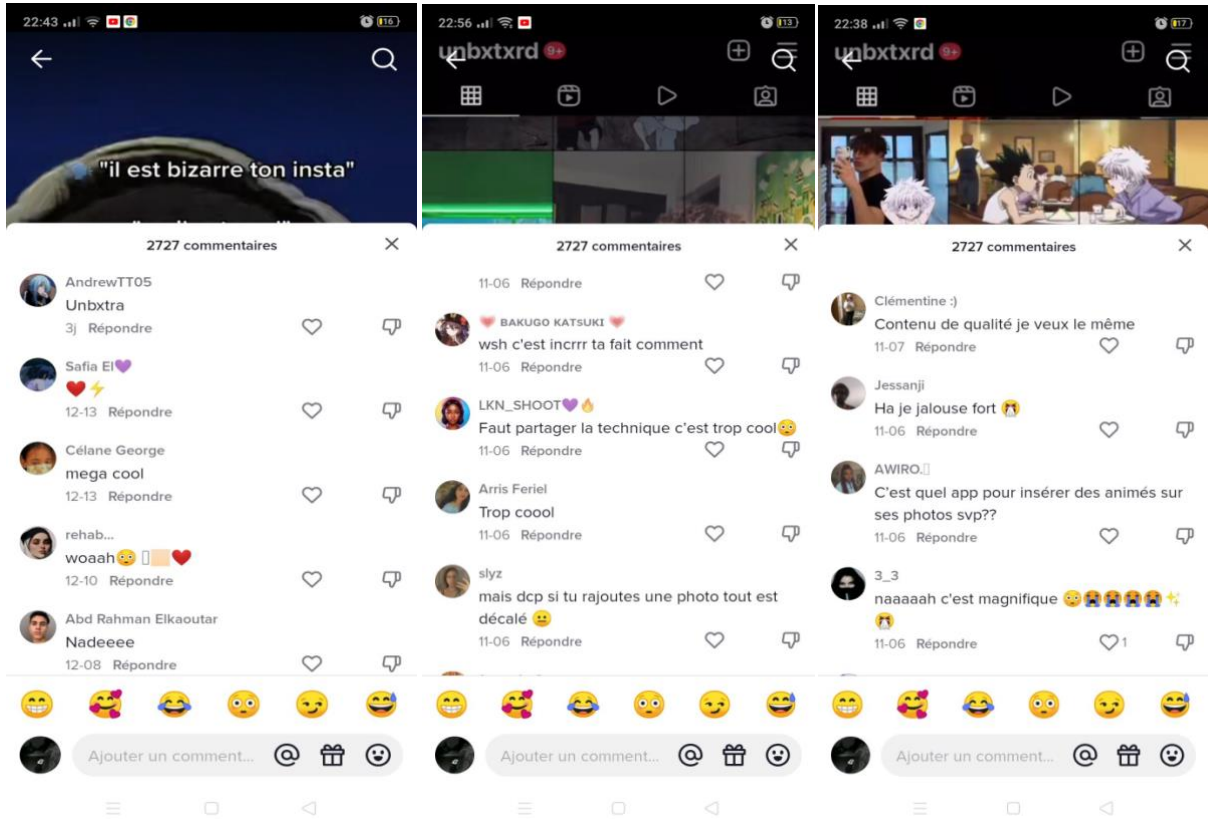 22:43
16
"il est bizarre ton insta"
2727 commentaires
AndrewTT05
Unbxtra
3j Répondre
Safia El💜
❤️⚡
12-13 Répondre
Célane George
mega cool
12-13 Répondre
rehab...
woaah😳 ▯🏼❤️
12-10 Répondre
Abd Rahman Elkaoutar
Nadeeee
12-08 Répondre
😁🥰😂😳😏😅
Ajouter un comment...
22:56
13
unbxtxrd 9+
2727 commentaires
11-06 Répondre
💗 BAKUGO KATSUKI 💗
wsh c'est incrrr ta fait comment
11-06 Répondre
LKN_SHOOT💜🔥
Faut partager la technique c'est trop cool😳
11-06 Répondre
Arris Feriel
Trop coool
11-06 Répondre
slyz
mais dcp si tu rajoutes une photo tout est
décalé 😐
11-06 Répondre
😁🥰😂😳😏😅
Ajouter un comment...
22:38
17
unbxtxrd 9+
2727 commentaires
Clémentine :)
Contenu de qualité je veux le même
11-07 Répondre
Jessanji
Ha je jalouse fort 😬
11-06 Répondre
AWIRO.▯
C'est quel app pour insérer des animés sur
ses photos svp??
11-06 Répondre
3_3
naaaaah c'est magnifique 😳😭😭😭😭✨
😬
11-06 Répondre 1
😁🥰😂😳😏😅
Ajouter un comment...